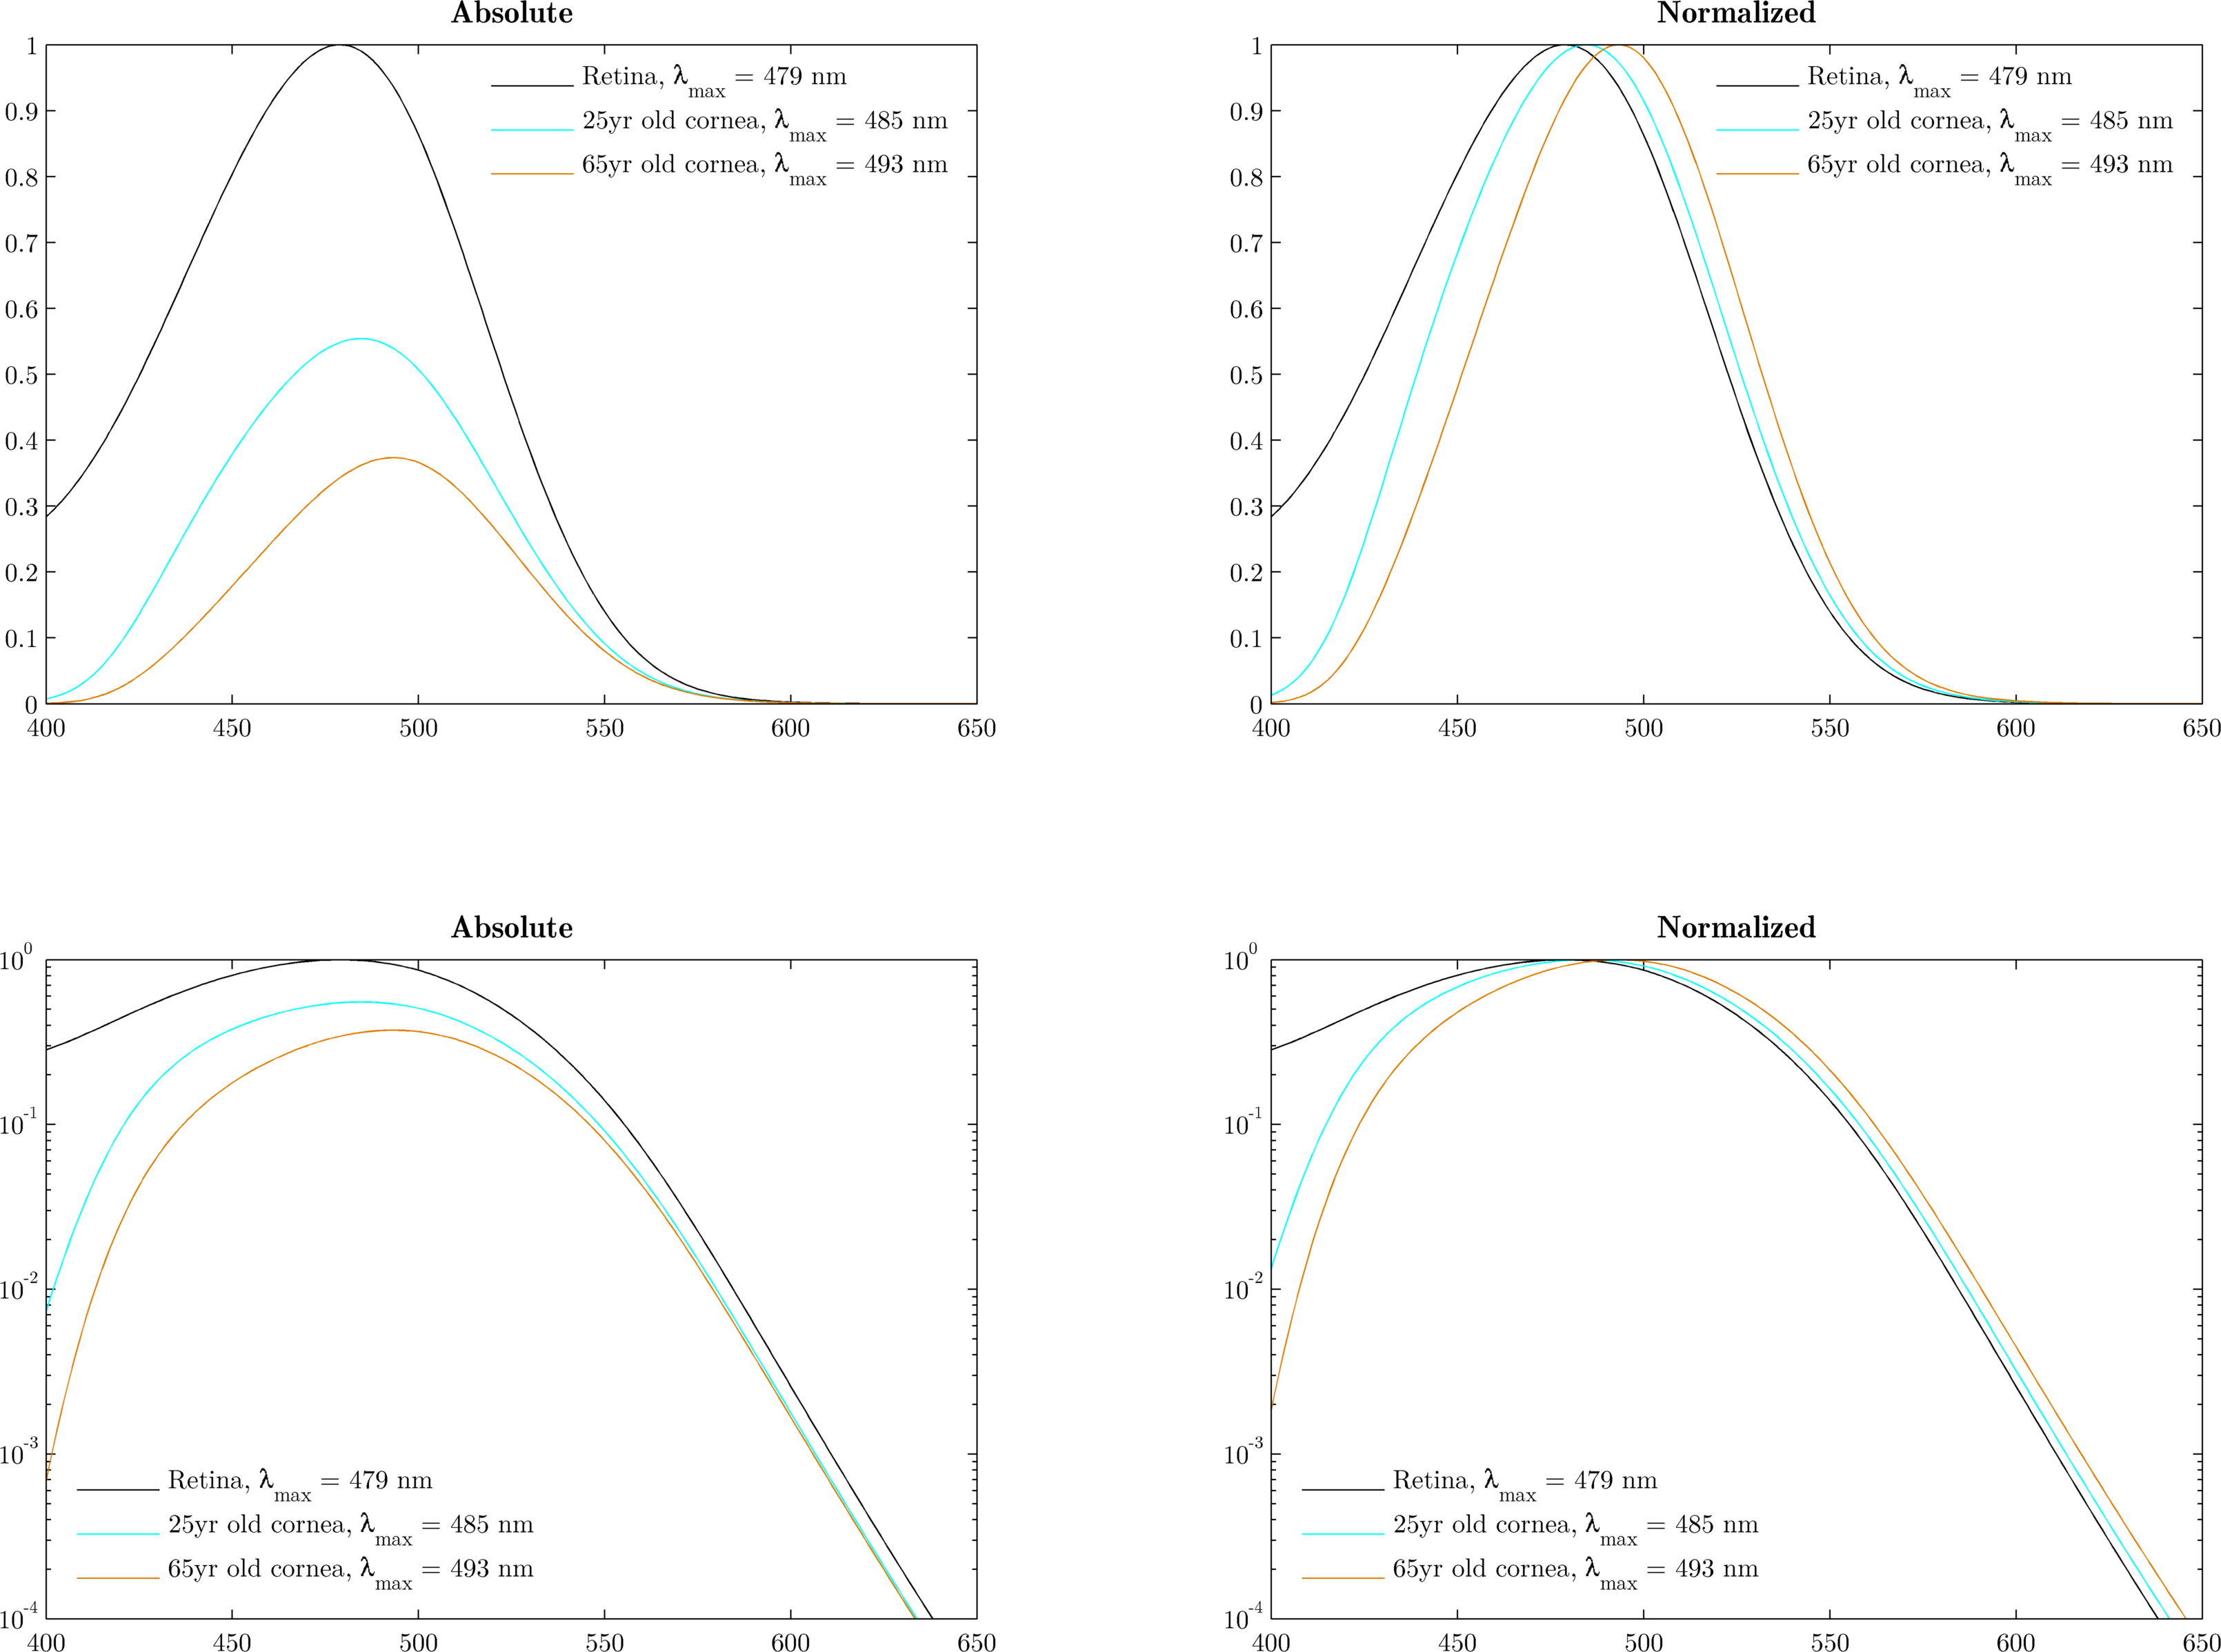 Absolute
1
0.9
0.8
0.7
0.6
0.5
0.4
0.3
0.2
0.1
0
400 450 500 550 600 650
Retina, λmax = 479 nm
25yr old cornea, λmax = 485 nm
65yr old cornea, λmax = 493 nm
Normalized
1
0.9
0.8
0.7
0.6
0.5
0.4
0.3
0.2
0.1
0
400 450 500 550 600 650
Retina, λmax = 479 nm
25yr old cornea, λmax = 485 nm
65yr old cornea, λmax = 493 nm
Absolute
10^0
10^-1
10^-2
10^-3
10^-4
400 450 500 550 600 650
Retina, λmax = 479 nm
25yr old cornea, λmax = 485 nm
65yr old cornea, λmax = 493 nm
Normalized
10^0
10^-1
10^-2
10^-3
10^-4
400 450 500 550 600 650
Retina, λmax = 479 nm
25yr old cornea, λmax = 485 nm
65yr old cornea, λmax = 493 nm